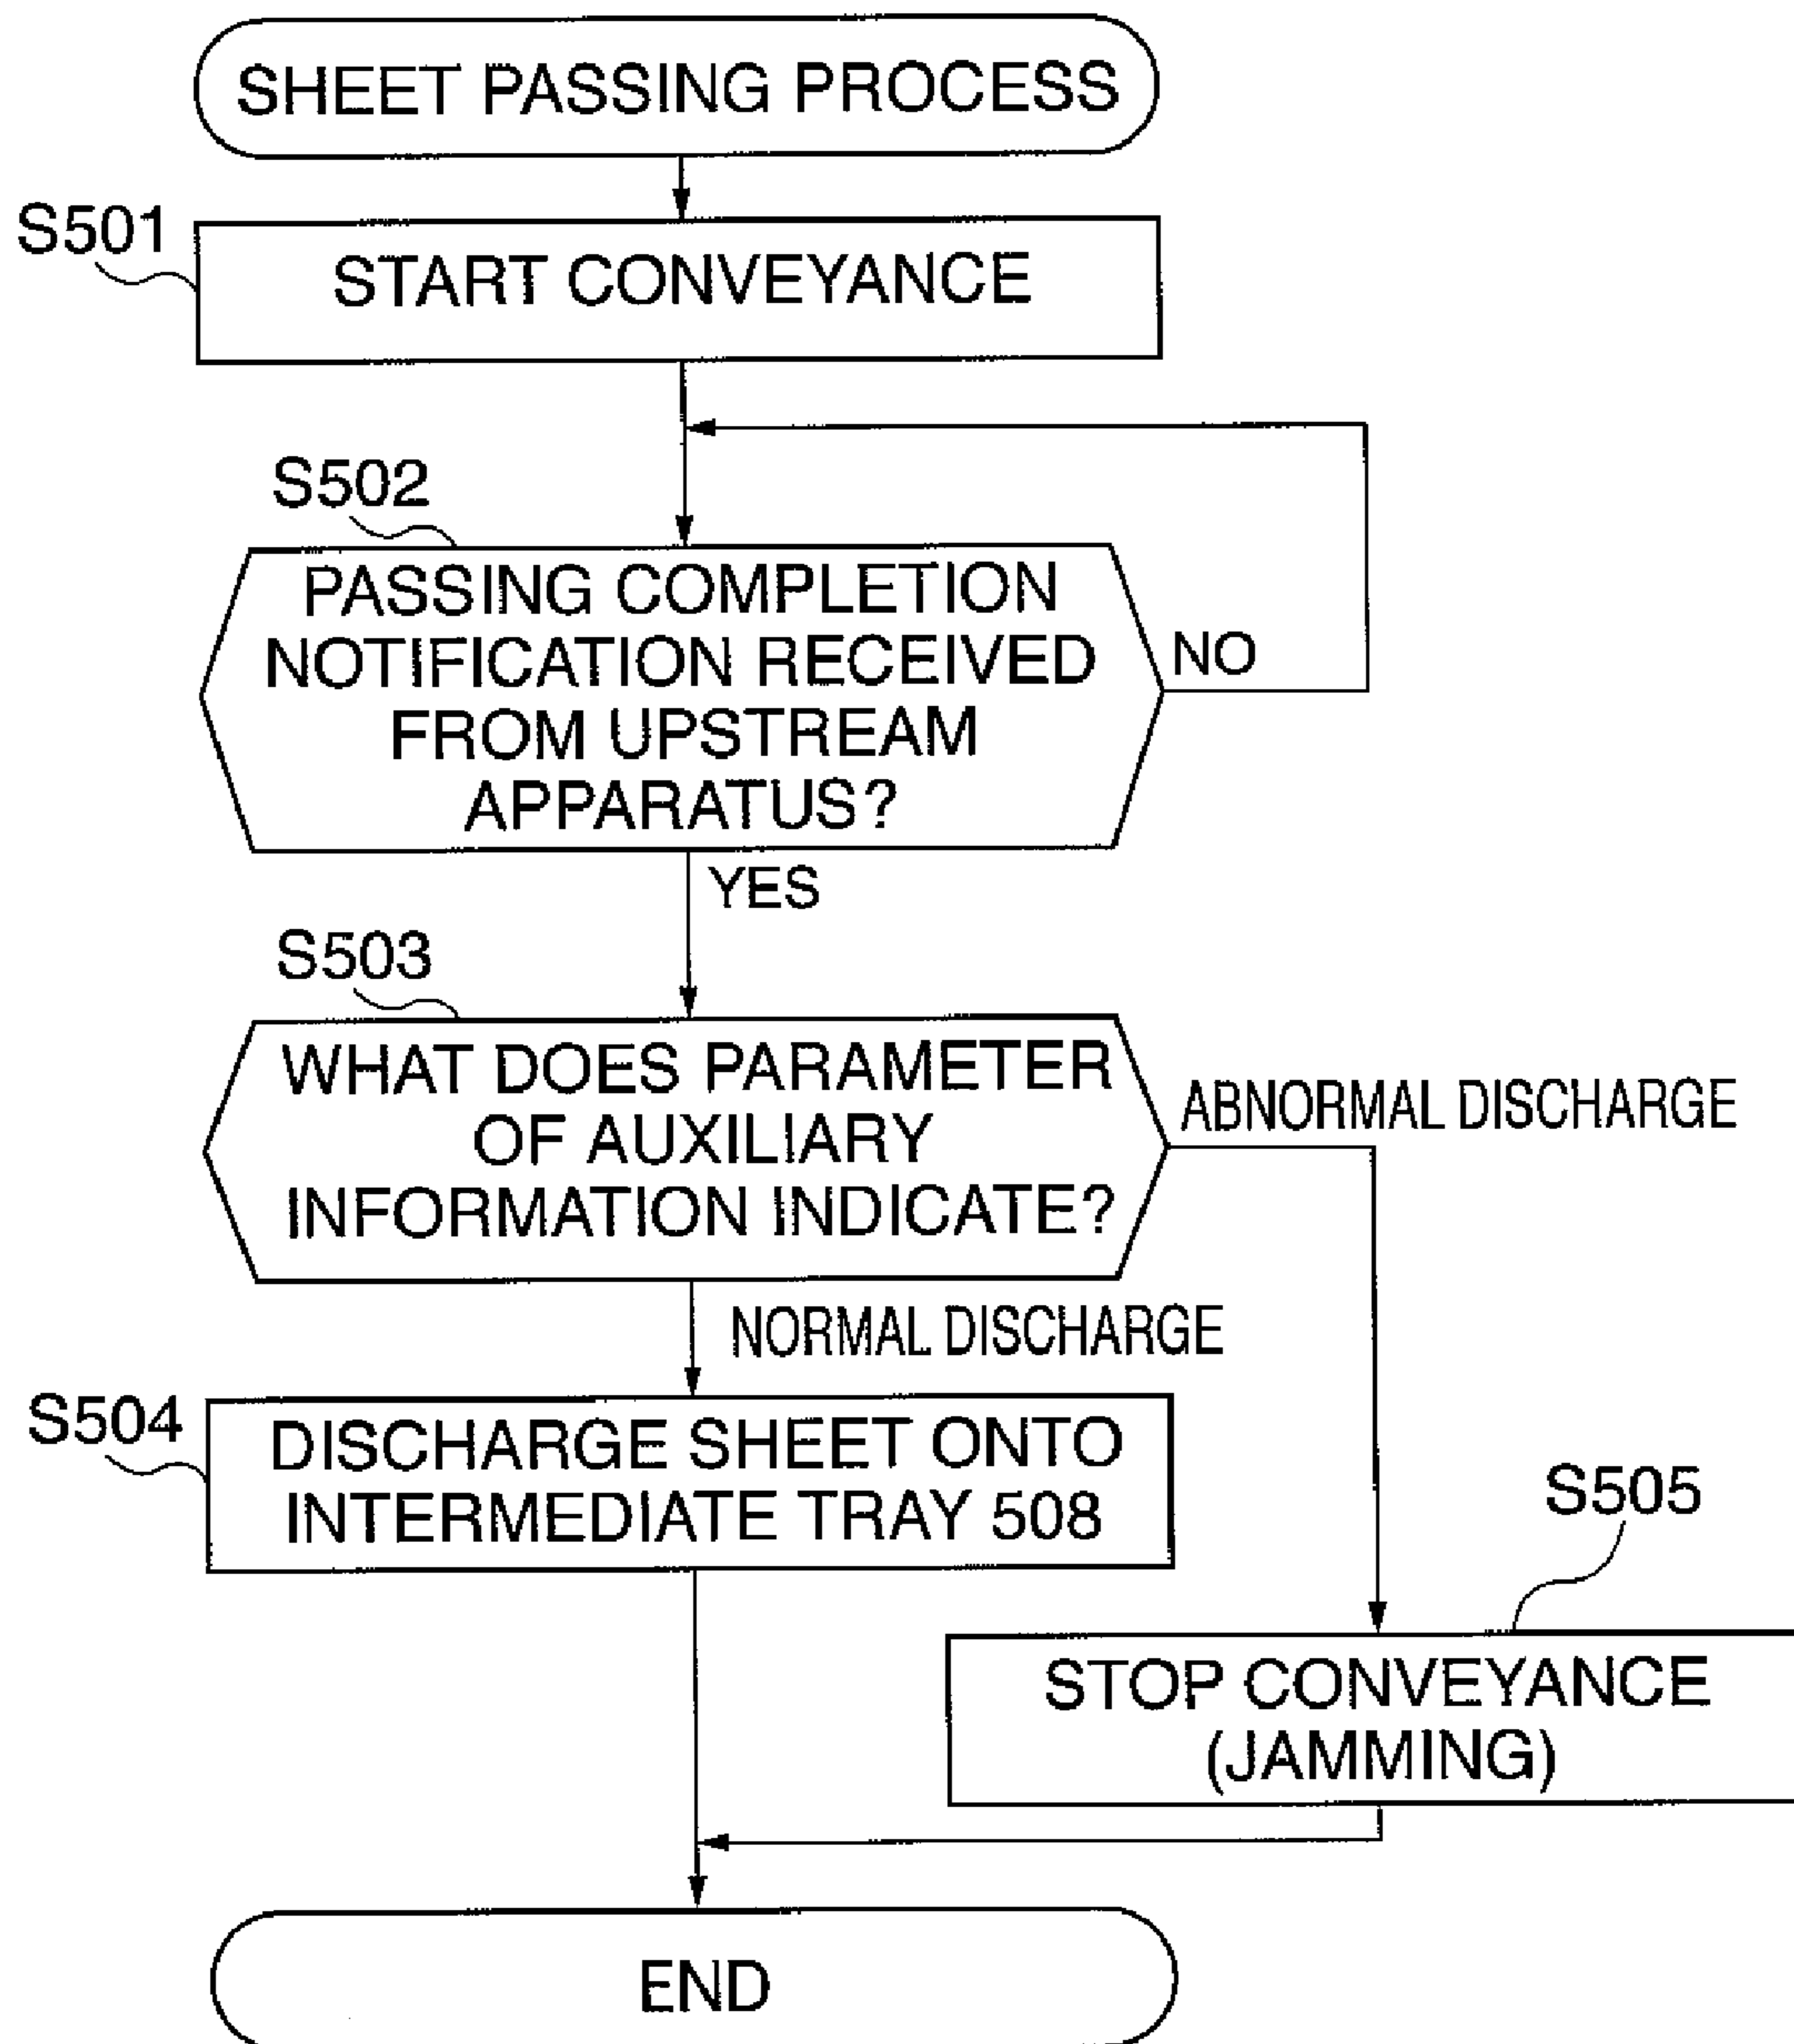 SHEET PASSING PROCESS
S501
START CONVEYANCE
S502
PASSING COMPLETION
NOTIFICATION RECEIVED
FROM UPSTREAM
APPARATUS?
NO
YES
S503
WHAT DOES PARAMETER
OF AUXILIARY
INFORMATION INDICATE?
ABNORMAL DISCHARGE
NORMAL DISCHARGE
S504
DISCHARGE SHEET ONTO
INTERMEDIATE TRAY 508
S505
STOP CONVEYANCE
(JAMMING)
END